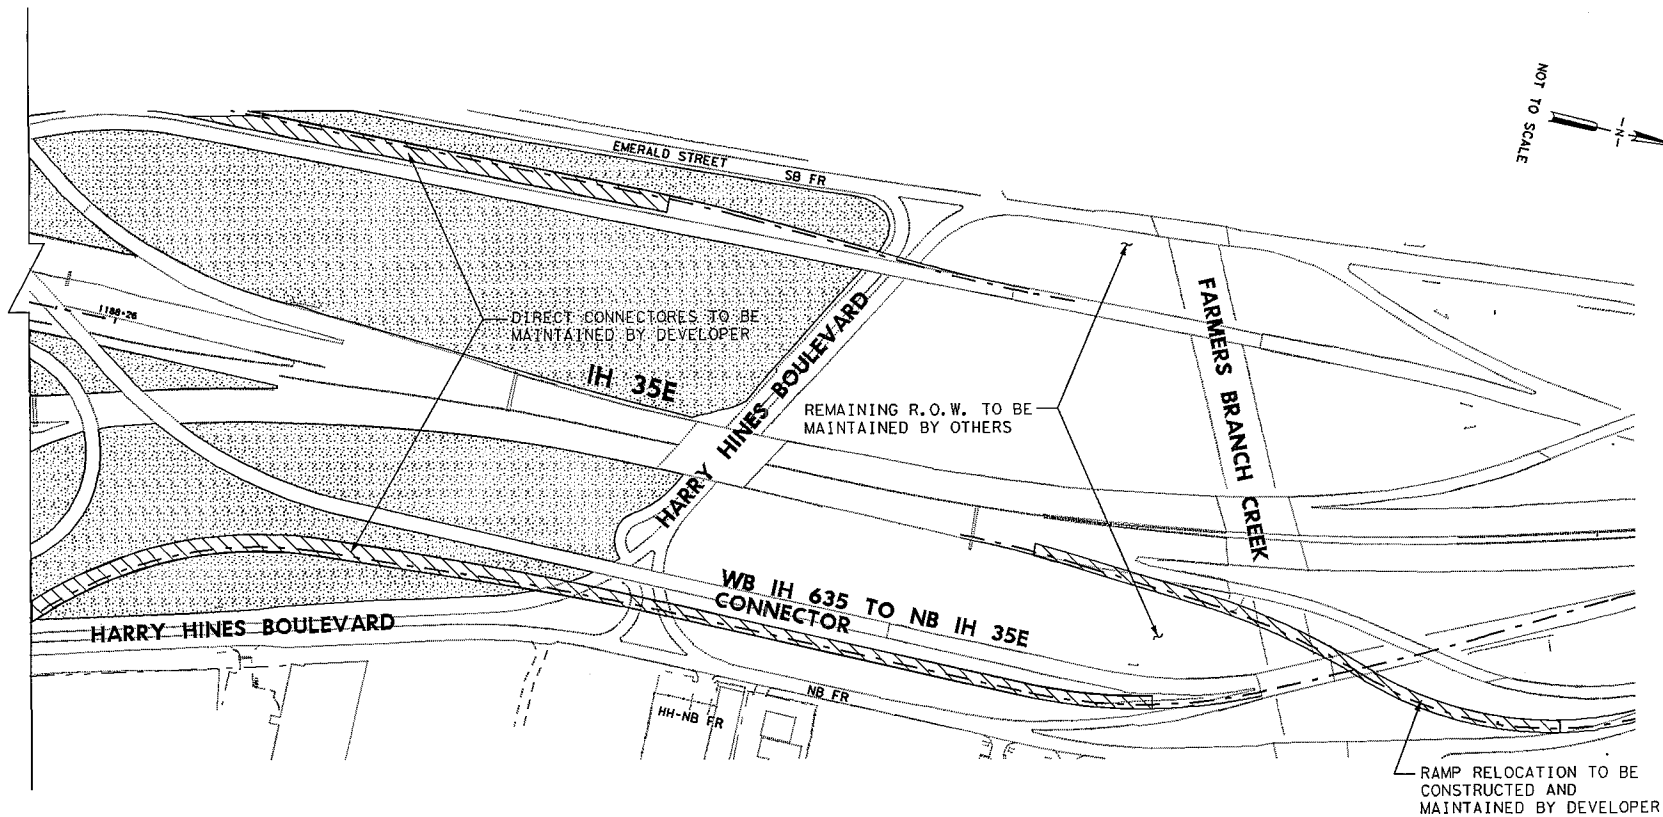 NOT TO SCALE
-N-
EMERALD STREET
SB FR
1188+26
DIRECT CONNECTORES TO BE
MAINTAINED BY DEVELOPER
IH 35E
HARRY HINES BOULEVARD
REMAINING R.O.W. TO BE
MAINTAINED BY OTHERS
FARMERS BRANCH CREEK
WB IH 635 TO NB IH 35E
CONNECTOR
HARRY HINES BOULEVARD
NB FR
HH-NB FR
RAMP RELOCATION TO BE
CONSTRUCTED AND
MAINTAINED BY DEVELOPER